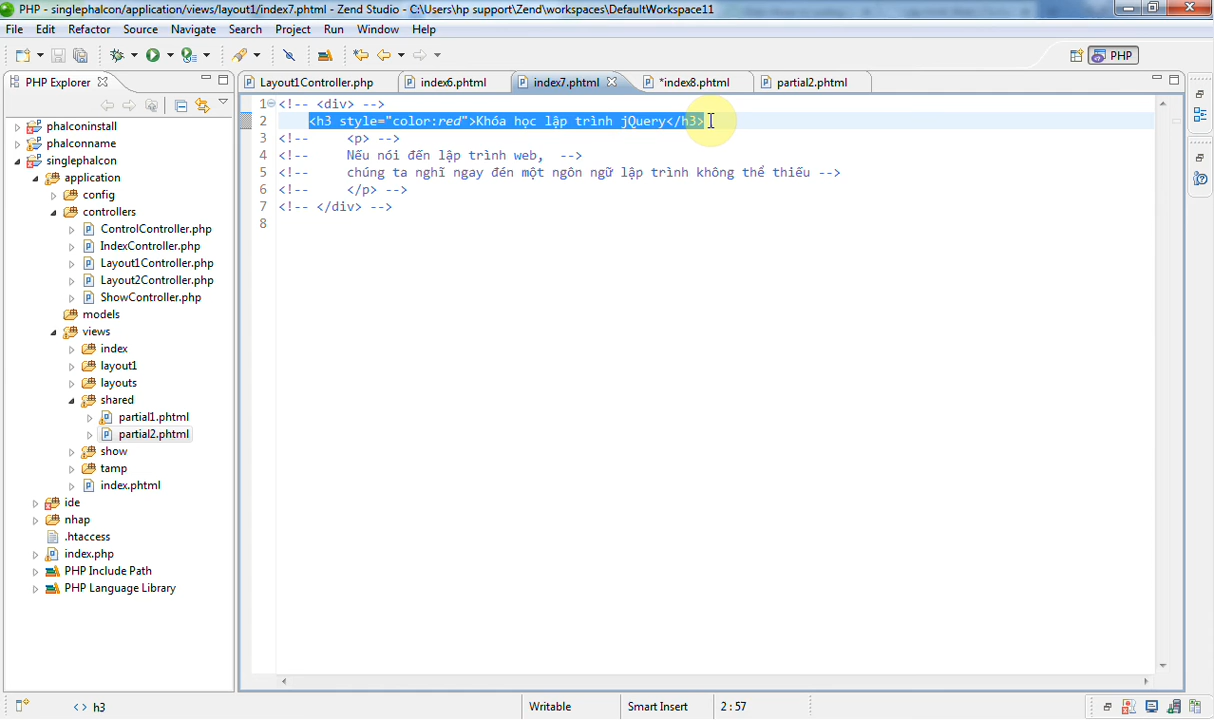 PHP - singlephalcon/application/views/layout1/index7.phtml - Zend Studio - C:\Users\hp support\Zend\workspaces\DefaultWorkspace11
File Edit Refactor Source Navigate Search Project Run Window Help
PHP
PHP Explorer
Layout1Controller.php index6.phtml index7.phtml *index8.phtml partial2.phtml
phalconinstall
phalconname
singlephalcon
application
config
controllers
ControlController.php
IndexController.php
Layout1Controller.php
Layout2Controller.php
ShowController.php
models
views
index
layout1
layouts
shared
partial1.phtml
partial2.phtml
show
tamp
index.phtml
ide
nhap
.htaccess
index.php
PHP Include Path
PHP Language Library
1 <!-- <div> -->
2 <h3 style="color:red">Khóa học lập trình jQuery</h3>
3 <!-- <p> -->
4 <!-- Nếu nói đến lập trình web, -->
5 <!-- chúng ta nghĩ ngay đén một ngôn ngữ lập trình không thể thiếu -->
6 <!-- </p> -->
7 <!-- </div> -->
8
<> h3 Writable Smart Insert 2 : 57